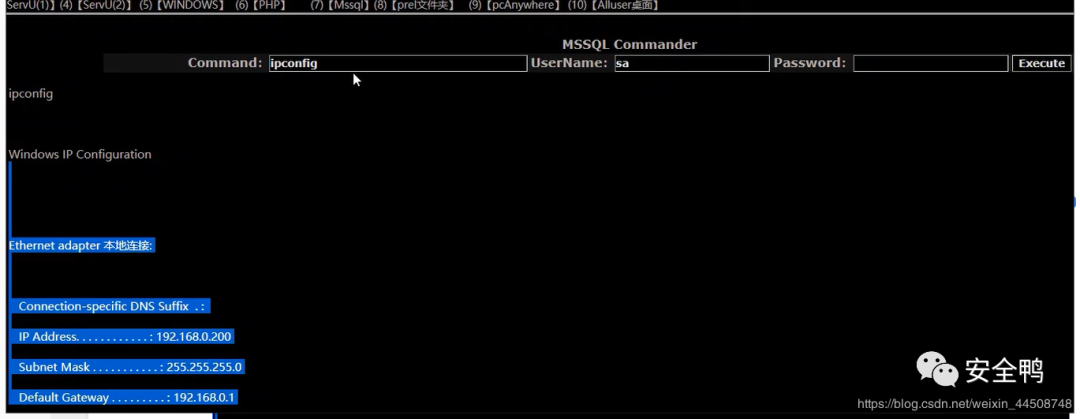 ServU(1)】(4)【ServU(2)】 (5)【WINDOWS】 (6)【PHP】 (7)【Mssql】(8)【prel文件夹】 (9)【pcAnywhere】 (10)【Alluser桌面】
MSSQL Commander
Command: ipconfig UserName: sa Password: Execute
ipconfig
Windows IP Configuration
Ethernet adapter 本地连接:
Connection-specific DNS Suffix . :
IP Address. . . . . . . . . . . . : 192.168.0.200
Subnet Mask . . . . . . . . . . . : 255.255.255.0
Default Gateway . . . . . . . . . : 192.168.0.1
安全鸭
https://blog.csdn.net/weixin_44508748